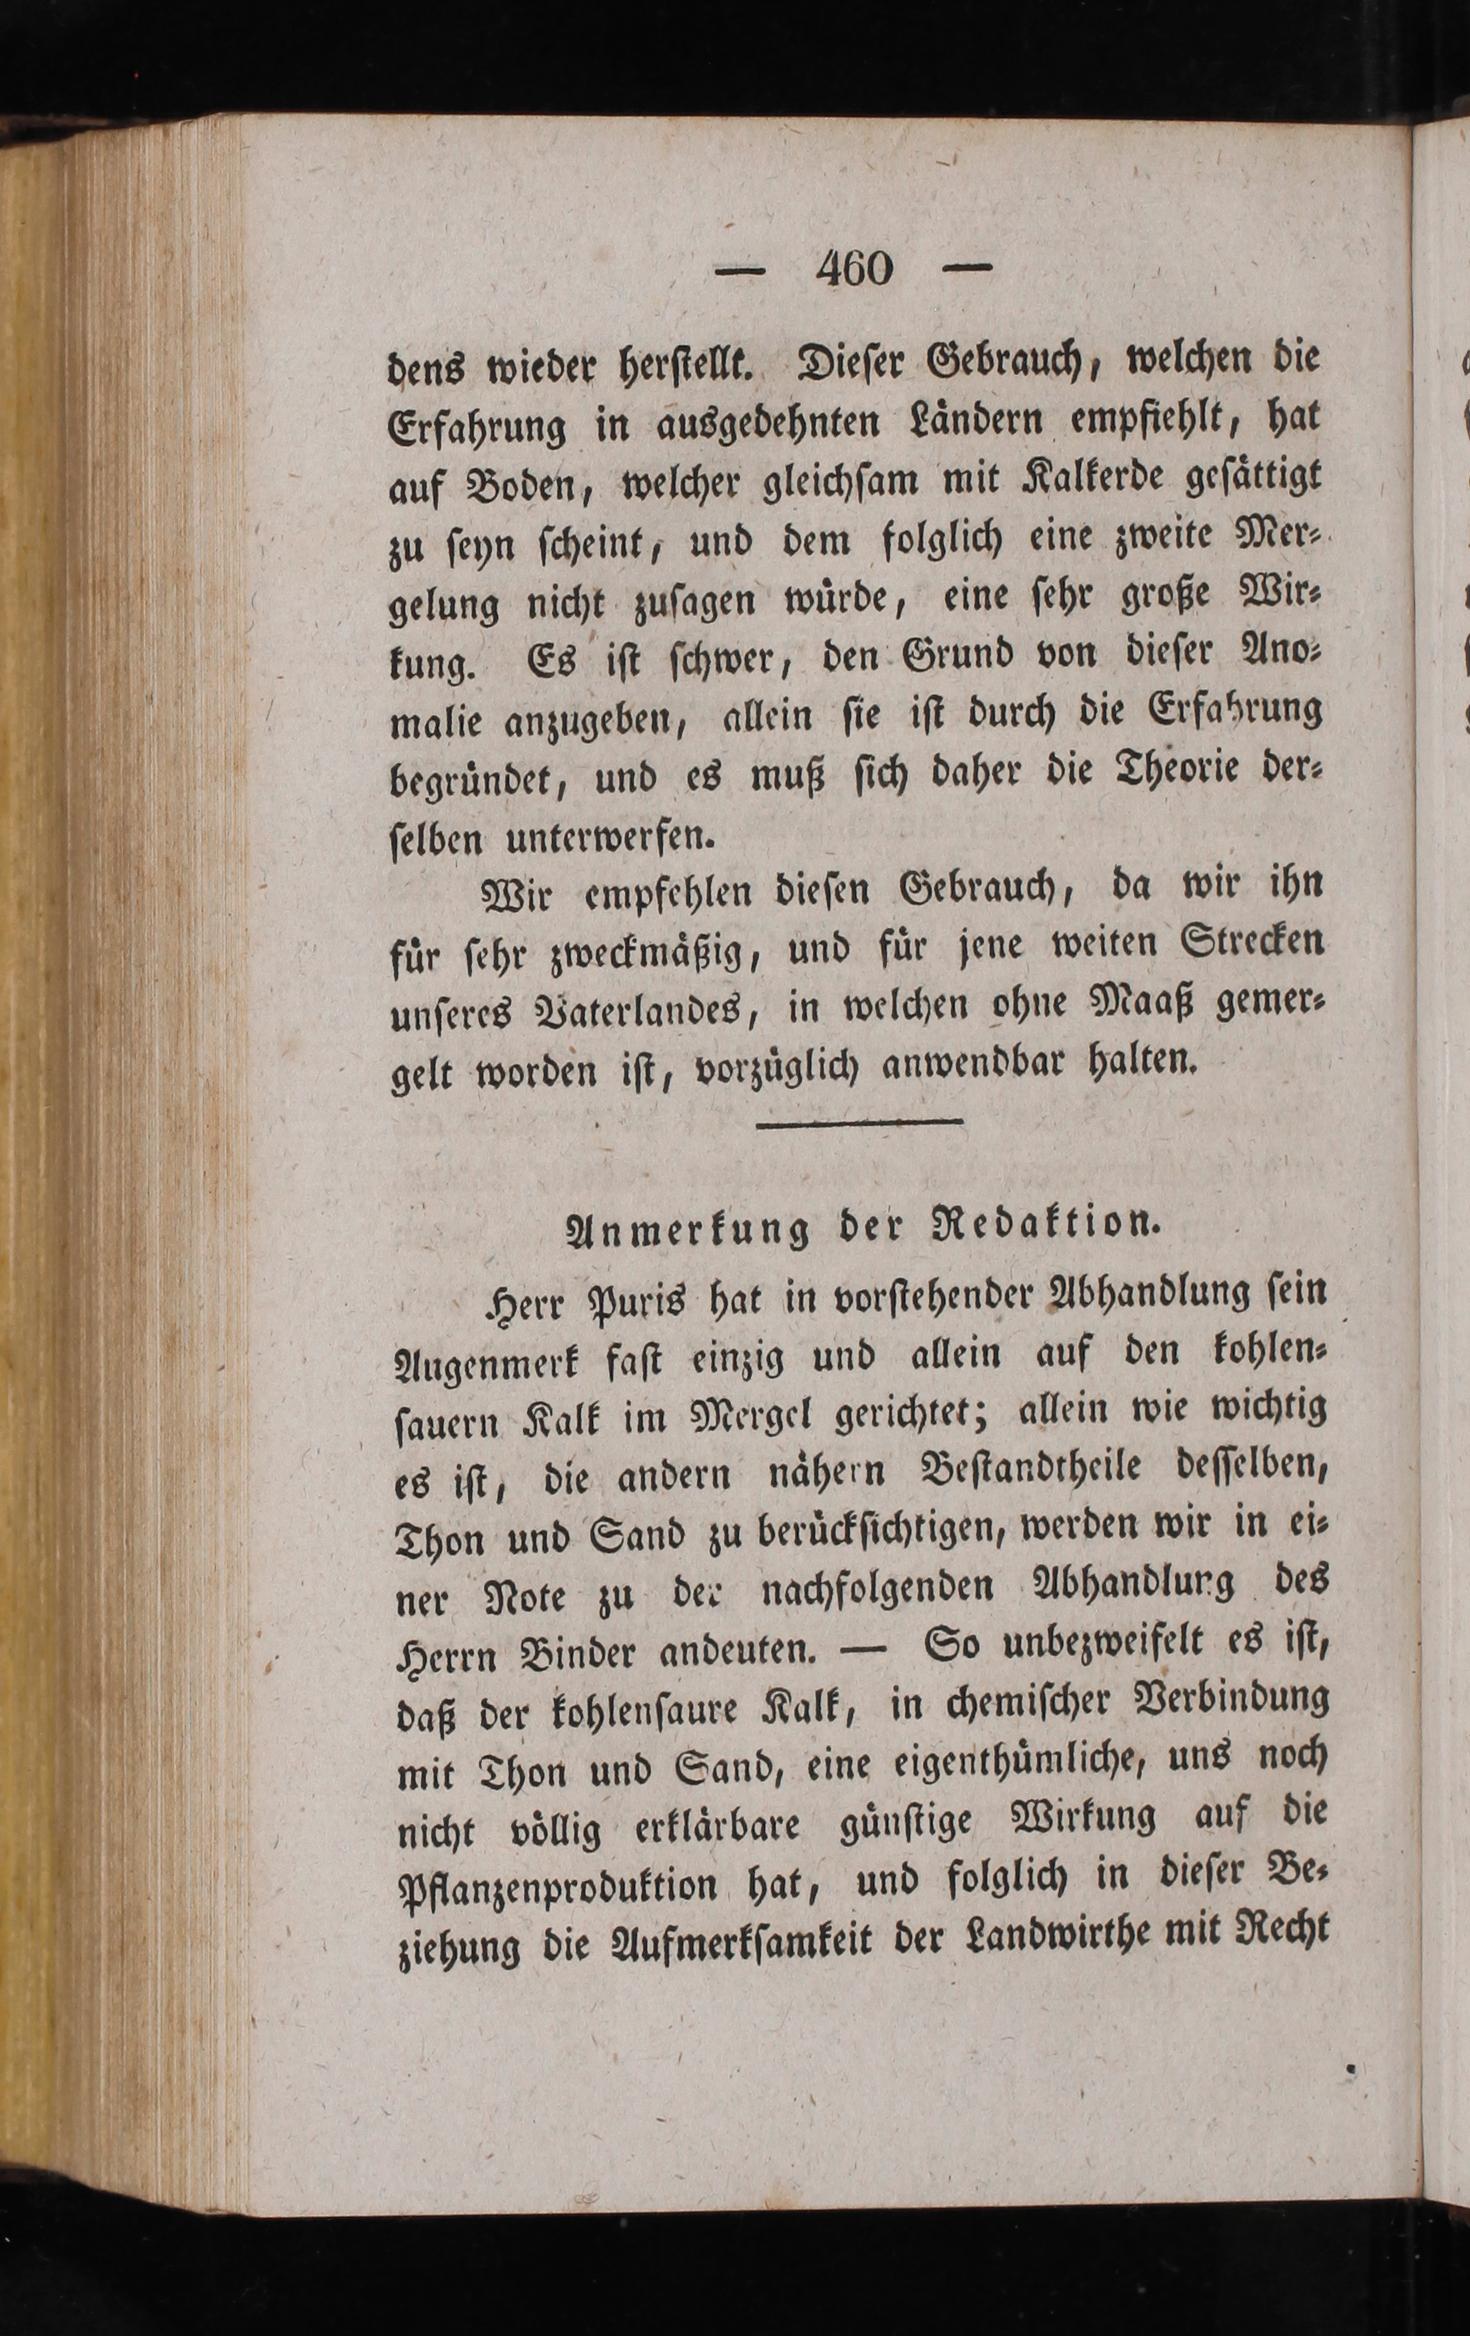 — 460 —
dens wieder herſtellt. Dieſer Gebrauch, welchen die
Erfahrung in ausgedehnten Ländern empfiehlt, hat
auf Boden, welcher gleichſam mit Kalkerde geſättigt
zu ſeyn ſcheint, und dem folglich eine zweite Mer⸗
gelung nicht zuſagen würde, eine ſehr große Wir⸗
kung. Es iſt ſchwer, den Grund von dieſer Ano⸗
malie anzugeben, allein ſie iſt durch die Erfahrung
begründet, und es muß ſich daher die Theorie der⸗
ſelben unterwerfen.
Wir empfehlen dieſen Gebrauch, da wir ihn
für ſehr zweckmäßig, und für jene weiten Strecken
unſeres Vaterlandes, in welchen ohne Maaß gemer⸗
gelt worden iſt, vorzüglich anwendbar halten.
Anmerkung der Redaktion.
Herr Puris hat in vorſtehender Abhandlung ſein
Augenmerk faſt einzig und allein auf den kohlen⸗
ſauern Kalk im Mergel gerichtet; allein wie wichtig
es iſt, die andern nähern Beſtandtheile deſſelben,
Thon und Sand zu berückſichtigen, werden wir in ei⸗
ner Note zu der nachfolgenden Abhandlung des
Herrn Binder andeuten. — So unbezweifelt es iſt,
daß der kohlenſaure Kalk, in chemiſcher Verbindung
mit Thon und Sand, eine eigenthümliche, uns noch
nicht völlig erklärbare günſtige Wirkung auf die
Pflanzenproduktion hat, und folglich in dieſer Be⸗
ziehung die Aufmerkſamkeit der Landwirthe mit Recht